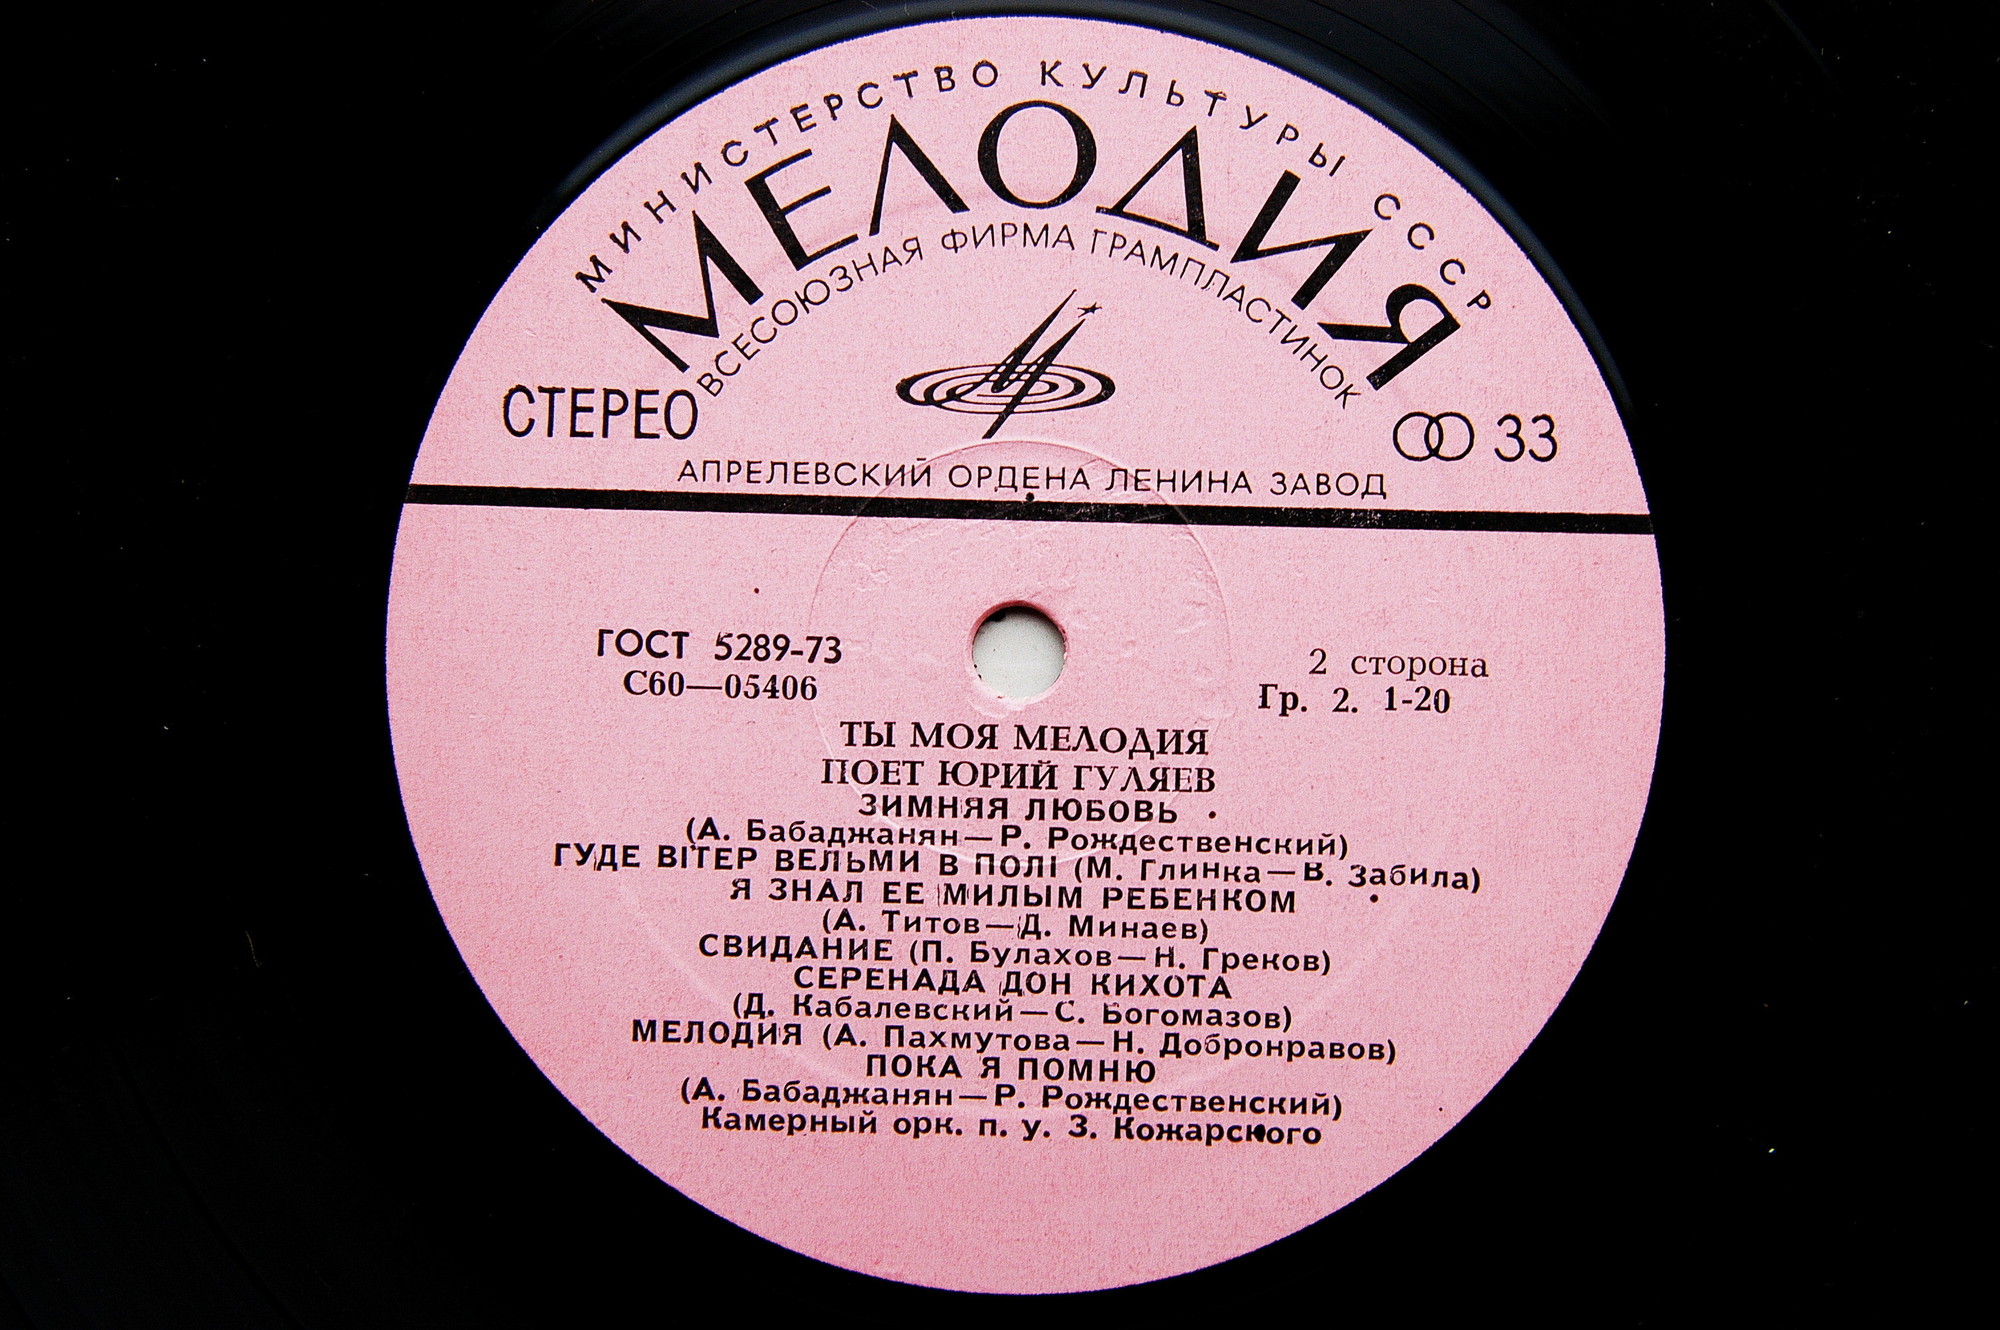 МИНИСТЕРСТВО КУЛЬТУРЫ СССР
МЕЛОДИЯ
ВСЕСОЮЗНАЯ ФИРМА ГРАМПЛАСТИНОК
СТЕРЕО
33
АПРЕЛЕВСКИЙ ОРДЕНА ЛЕНИНА ЗАВОД
ГОСТ 5289-73
С60—05406
2 сторона
Гр. 2. 1-20
ТЫ МОЯ МЕЛОДИЯ
ПОЕТ ЮРИЙ ГУЛЯЕВ
ЗИМНЯЯ ЛЮБОВЬ
(А. Бабаджанян—Р. Рождественский)
ГУДЕ ВІТЕР ВЕЛЬМИ В ПОЛІ (М. Глинка—В. Забила)
Я ЗНАЛ ЕЕ МИЛЫМ РЕБЕНКОМ
(А. Титов—Д. Минаев)
СВИДАНИЕ (П. Булахов—Н. Греков)
СЕРЕНАДА ДОН КИХОТА
(Д. Кабалевский—С. Богомазов)
МЕЛОДИЯ (А. Пахмутова—Н. Добронравов)
ПОКА Я ПОМНЮ
(А. Бабаджанян—Р. Рождественский)
Камерный орк. п. у. З. Кожарского